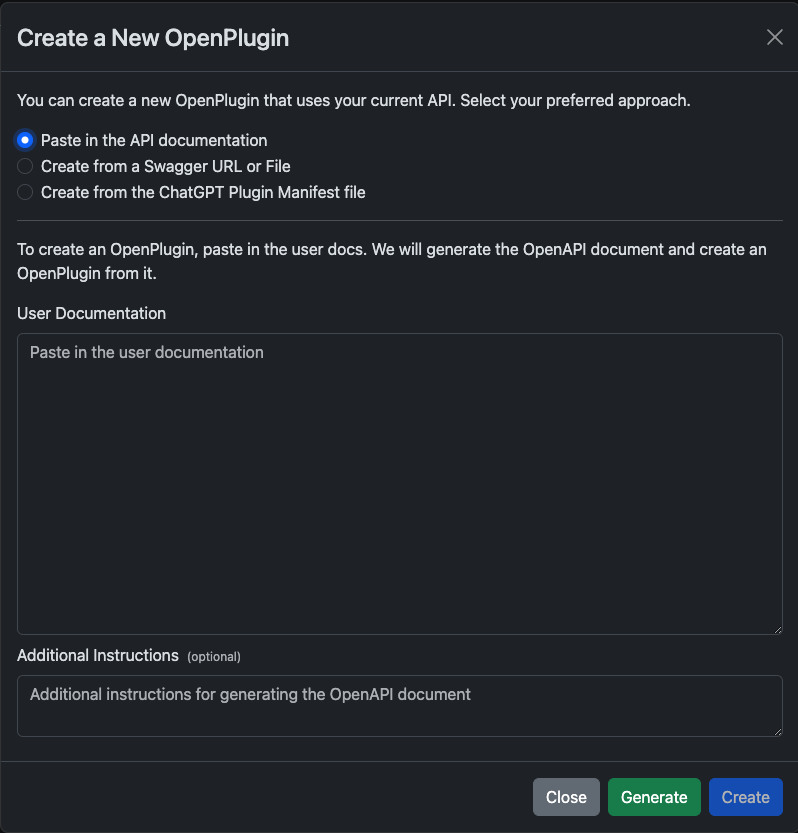 Create a New OpenPlugin
You can create a new OpenPlugin that uses your current API. Select your preferred approach.
Paste in the API documentation
Create from a Swagger URL or File
Create from the ChatGPT Plugin Manifest file
To create an OpenPlugin, paste in the user docs. We will generate the OpenAPI document and create an
OpenPlugin from it.
User Documentation
Paste in the user documentation
Additional Instructions (optional)
Additional instructions for generating the OpenAPI document
Close Generate Create